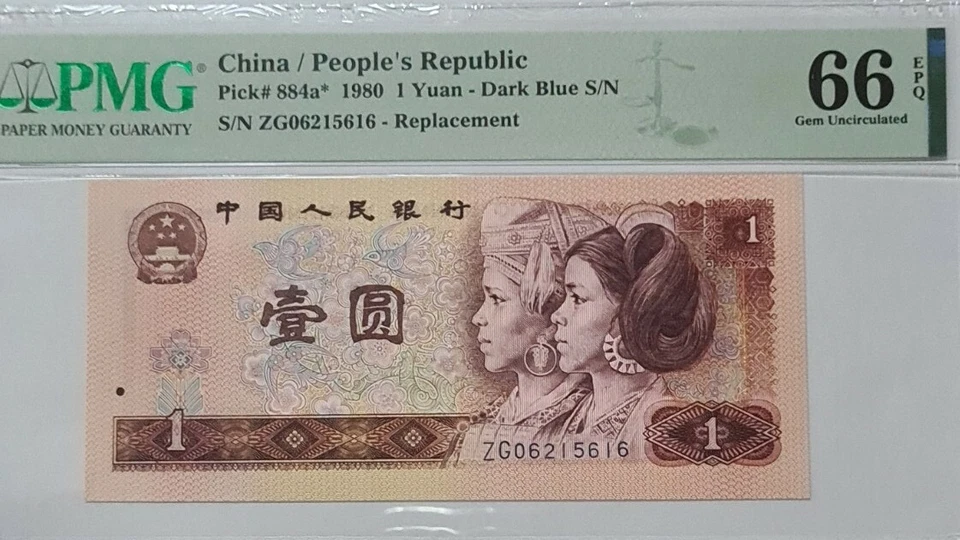 PMG®
PAPER MONEY GUARANTY
China / People's Republic
Pick# 884a* 1980 1 Yuan - Dark Blue S/N
S/N ZG06215616 - Replacement
66 EPQ
Gem Uncirculated
中国人民银行
1
壹圆
1
ZG06215616
1